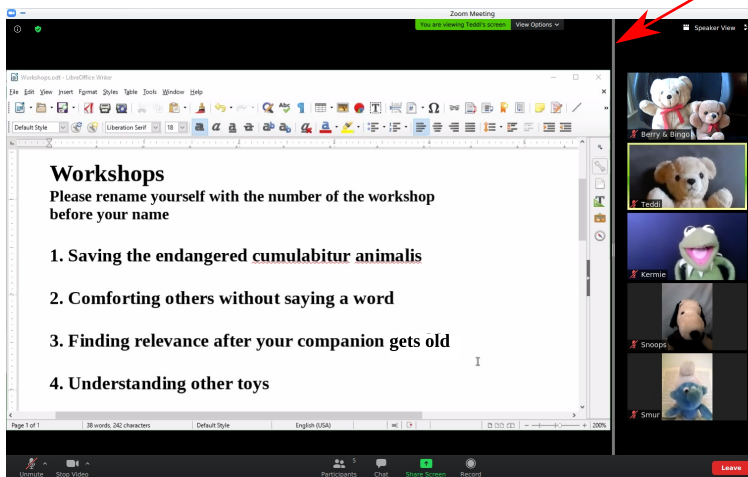 Zoom Meeting
You are viewing Teddi's screen View Options
Speaker View
Workshops.odt - LibreOffice Writer
File Edit View Insert Format Styles Table Tools Window Help
Default Style Liberation Serif 18
Workshops
Please rename yourself with the number of the workshop
before your name
1. Saving the endangered cumulabitur animalis
2. Comforting others without saying a word
3. Finding relevance after your companion gets old
4. Understanding other toys
Page 1 of 1 38 words, 242 characters Default Style English (USA) 200%
Berry & Bingo
Teddi
Kermie
Snoops
Smur
Unmute Stop Video Participants 5 Chat Share Screen Record Leave